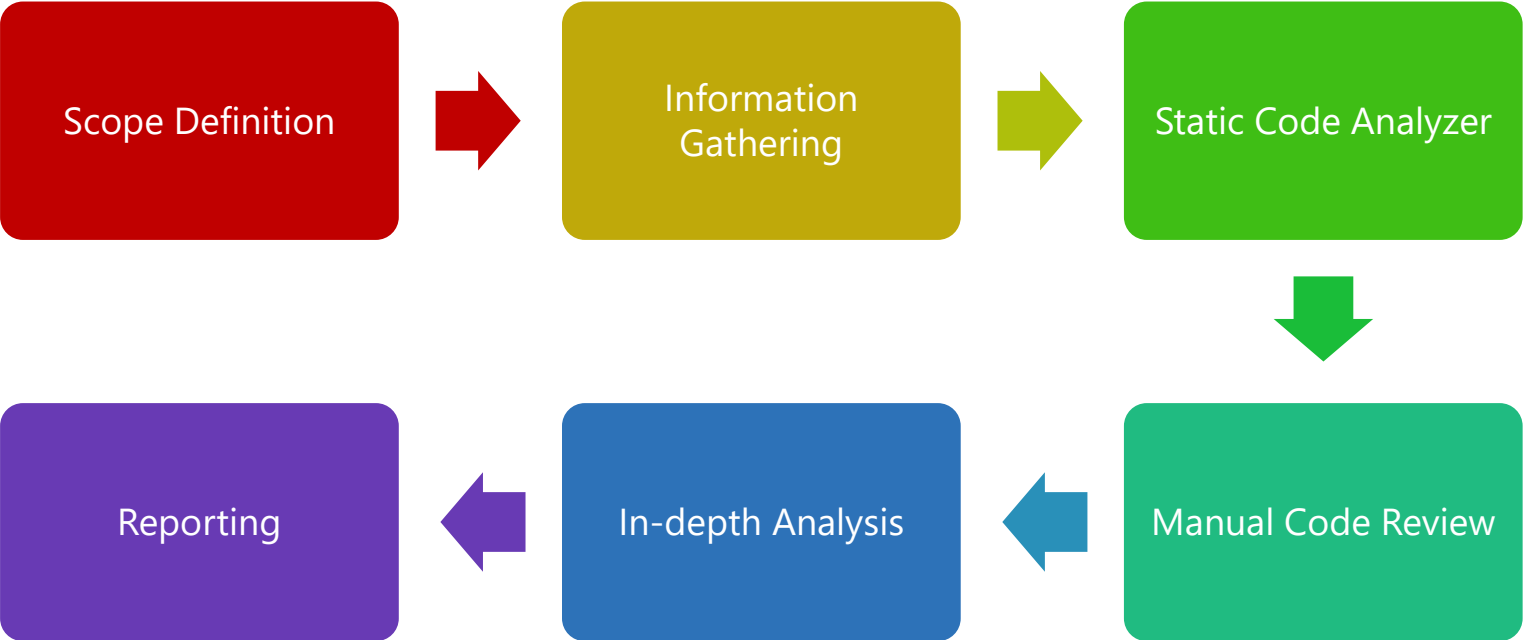 Scope Definition
Information
Gathering
Static Code Analyzer
Manual Code Review
In-depth Analysis
Reporting